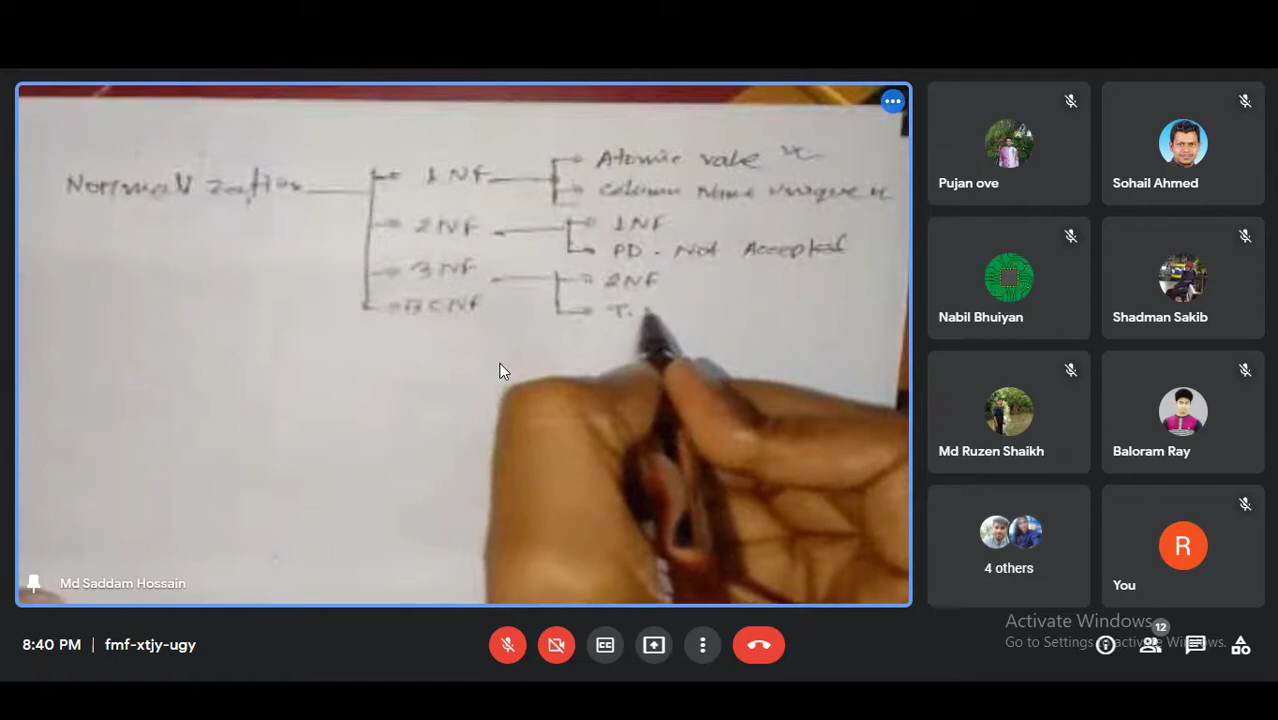 Normalization
1NF
Atomic value
Column Name Unique
2NF
1NF
PD - Not Accepted
3NF
2NF
BCNF
T.
Pujan ove
Sohail Ahmed
Nabil Bhuiyan
Shadman Sakib
Md Ruzen Shaikh
Baloram Ray
4 others
R
You
Md Saddam Hossain
Activate Windows
Go to Settings to activate Windows.
8:40 PM | fmf-xtjy-ugy
12